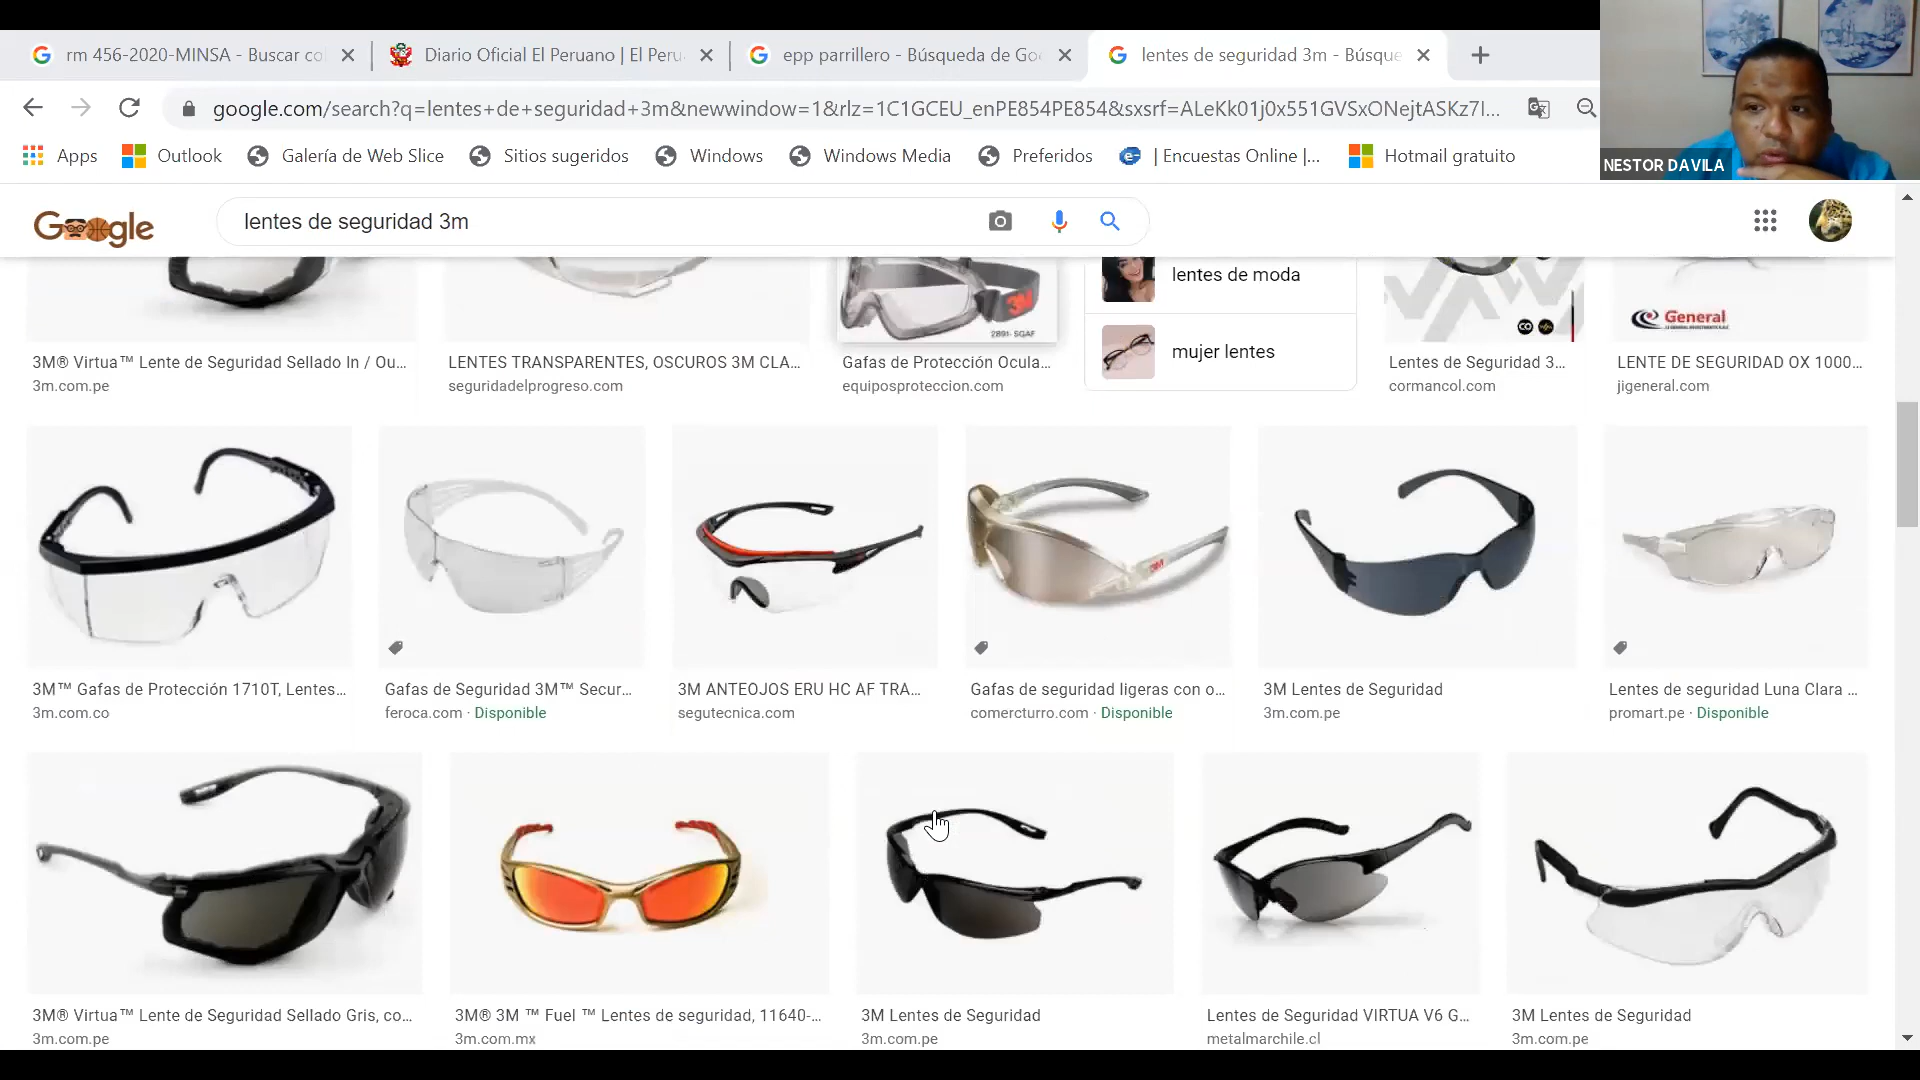 rm 456-2020-MINSA - Buscar co
Diario Oficial El Peruano | El Peru
epp parrillero - Búsqueda de Go
lentes de seguridad 3m - Búsque
google.com/search?q=lentes+de+seguridad+3m&newwindow=1&rlz=1C1GCEU_enPE854PE854&sxsrf=ALeKk01j0x551GVSxONejtASKz7I...
NESTOR DAVILA
Apps
Outlook
Galería de Web Slice
Sitios sugeridos
Windows
Windows Media
Preferidos
| Encuestas Online |...
Hotmail gratuito
Google
lentes de seguridad 3m
lentes de moda
mujer lentes
3M
2891-SGAF
General
3M® Virtua™ Lente de Seguridad Sellado In / Ou...
3m.com.pe
LENTES TRANSPARENTES, OSCUROS 3M CLA...
seguridadelprogreso.com
Gafas de Protección Ocula...
equiposproteccion.com
Lentes de Seguridad 3...
cormancol.com
LENTE DE SEGURIDAD OX 1000...
jigeneral.com
3M
3M™ Gafas de Protección 1710T, Lentes...
3m.com.co
Gafas de Seguridad 3M™ Secur...
feroca.com · Disponible
3M ANTEOJOS ERU HC AF TRA...
segutecnica.com
Gafas de seguridad ligeras con o...
comercturro.com · Disponible
3M Lentes de Seguridad
3m.com.pe
Lentes de seguridad Luna Clara ...
promart.pe · Disponible
3M® Virtua™ Lente de Seguridad Sellado Gris, co...
3m.com.pe
3M® 3M ™ Fuel ™ Lentes de seguridad, 11640-...
3m.com.mx
3M Lentes de Seguridad
3m.com.pe
Lentes de Seguridad VIRTUA V6 G...
metalmarchile.cl
3M Lentes de Seguridad
3m.com.pe